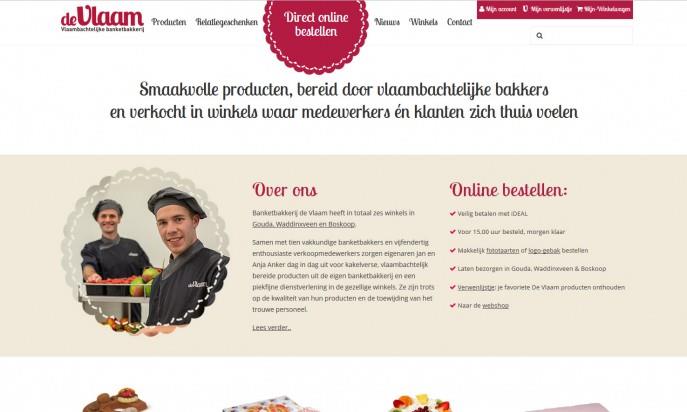 deVlaam
Vlaambachtelijke banketbakkerij
Producten Relatiegeschenken
Direct online
bestellen
Nieuws Winkels Contact
Mijn account Mijn verwenlijstje Mijn Winkelwagen
Smaakvolle producten, bereid door vlaambachtelijke bakkers
en verkocht in winkels waar medewerkers én klanten zich thuis voelen
Over ons
Banketbakkerij de Vlaam heeft in totaal zes winkels in
Gouda, Waddinxveen en Boskoop.
Samen met tien vakkundige banketbakkers en vijfendertig
enthousiaste verkoopmedewerkers zorgen eigenaren Jan en
Anja Anker dag in dag uit voor kakelverse, vlaambachtelijk
bereide producten uit de eigen banketbakkerij en een
piekfijne dienstverlening in de gezellige winkels. Ze zijn trots
op de kwaliteit van hun producten en de toewijding van het
trouwe personeel.
Lees verder..
Online bestellen:
Veilig betalen met iDEAL
Voor 15.00 uur besteld, morgen klaar
Makkelijk fototaarten of logo-gebak bestellen
Laten bezorgen in Gouda, Waddinxveen & Boskoop
Verwenlijstje: je favoriete De Vlaam producten onthouden
Naar de webshop
deVlaam